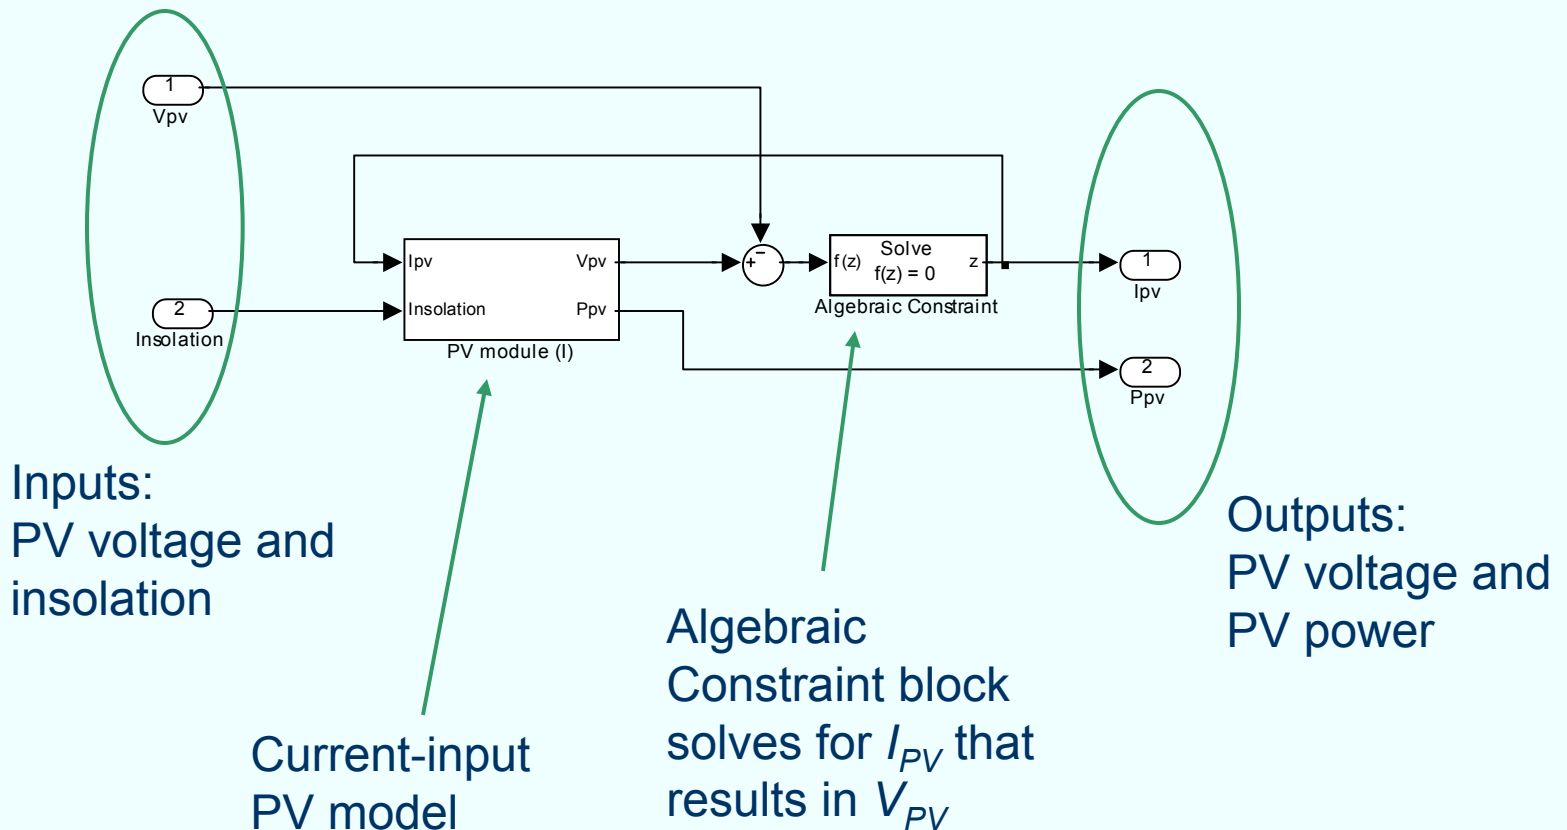 1
Vpv
2
Insolation
Ipv
Vpv
Insolation
Ppv
PV module (I)
+
−
f(z)
Solve
f(z) = 0
z
Algebraic Constraint
1
Ipv
2
Ppv
Inputs:
PV voltage and
insolation
Current-input
PV model
Algebraic
Constraint block
solves for I_PV that
results in V_PV
Outputs:
PV voltage and
PV power